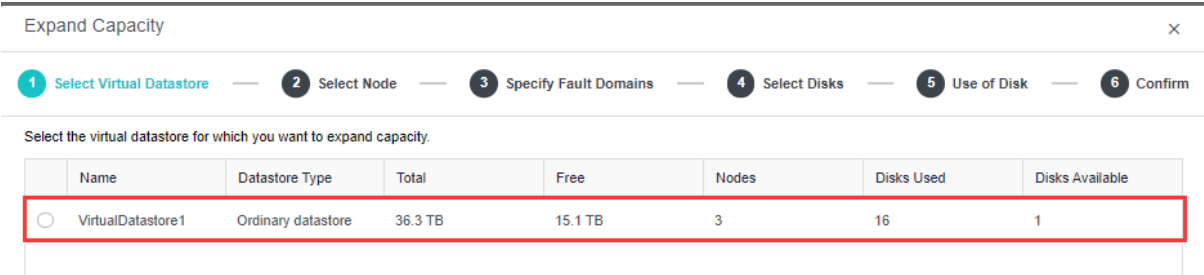 Expand Capacity ×
1 Select Virtual Datastore 2 Select Node 3 Specify Fault Domains 4 Select Disks 5 Use of Disk 6 Confirm
Select the virtual datastore for which you want to expand capacity.
Name Datastore Type Total Free Nodes Disks Used Disks Available
VirtualDatastore1 Ordinary datastore 36.3 TB 15.1 TB 3 16 1